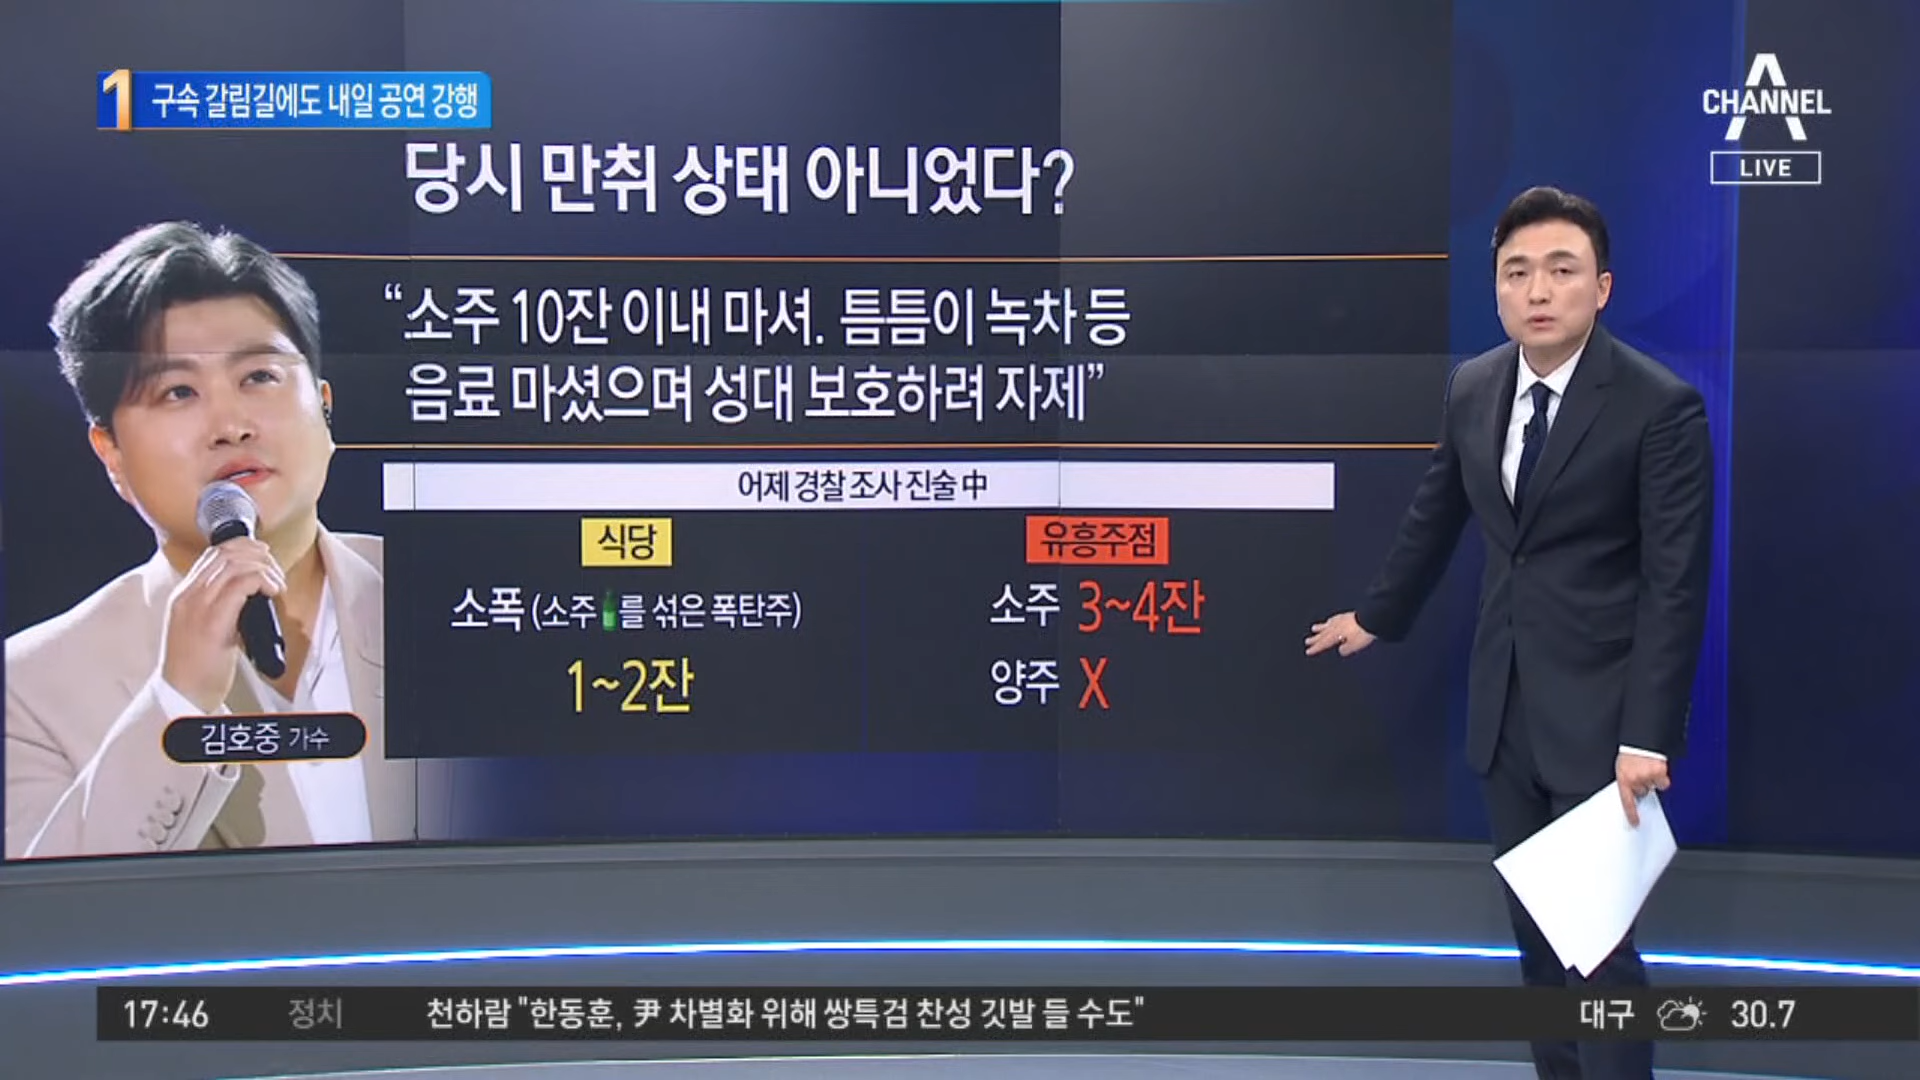 1 구속 갈림길에도 내일 공연 강행
CHANNEL A
LIVE
당시 만취 상태 아니었다?
“소주 10잔 이내 마셔. 틈틈이 녹차 등
음료 마셨으며 성대 보호하려 자제”
어제 경찰 조사 진술 中
식당
소폭 (소주를 섞은 폭탄주)
1~2잔
유흥주점
소주 3~4잔
양주 X
김호중 가수
17:46 정치 천하람 "한동훈, 尹 차별화 위해 쌍특검 찬성 깃발 들 수도" 대구 30.7